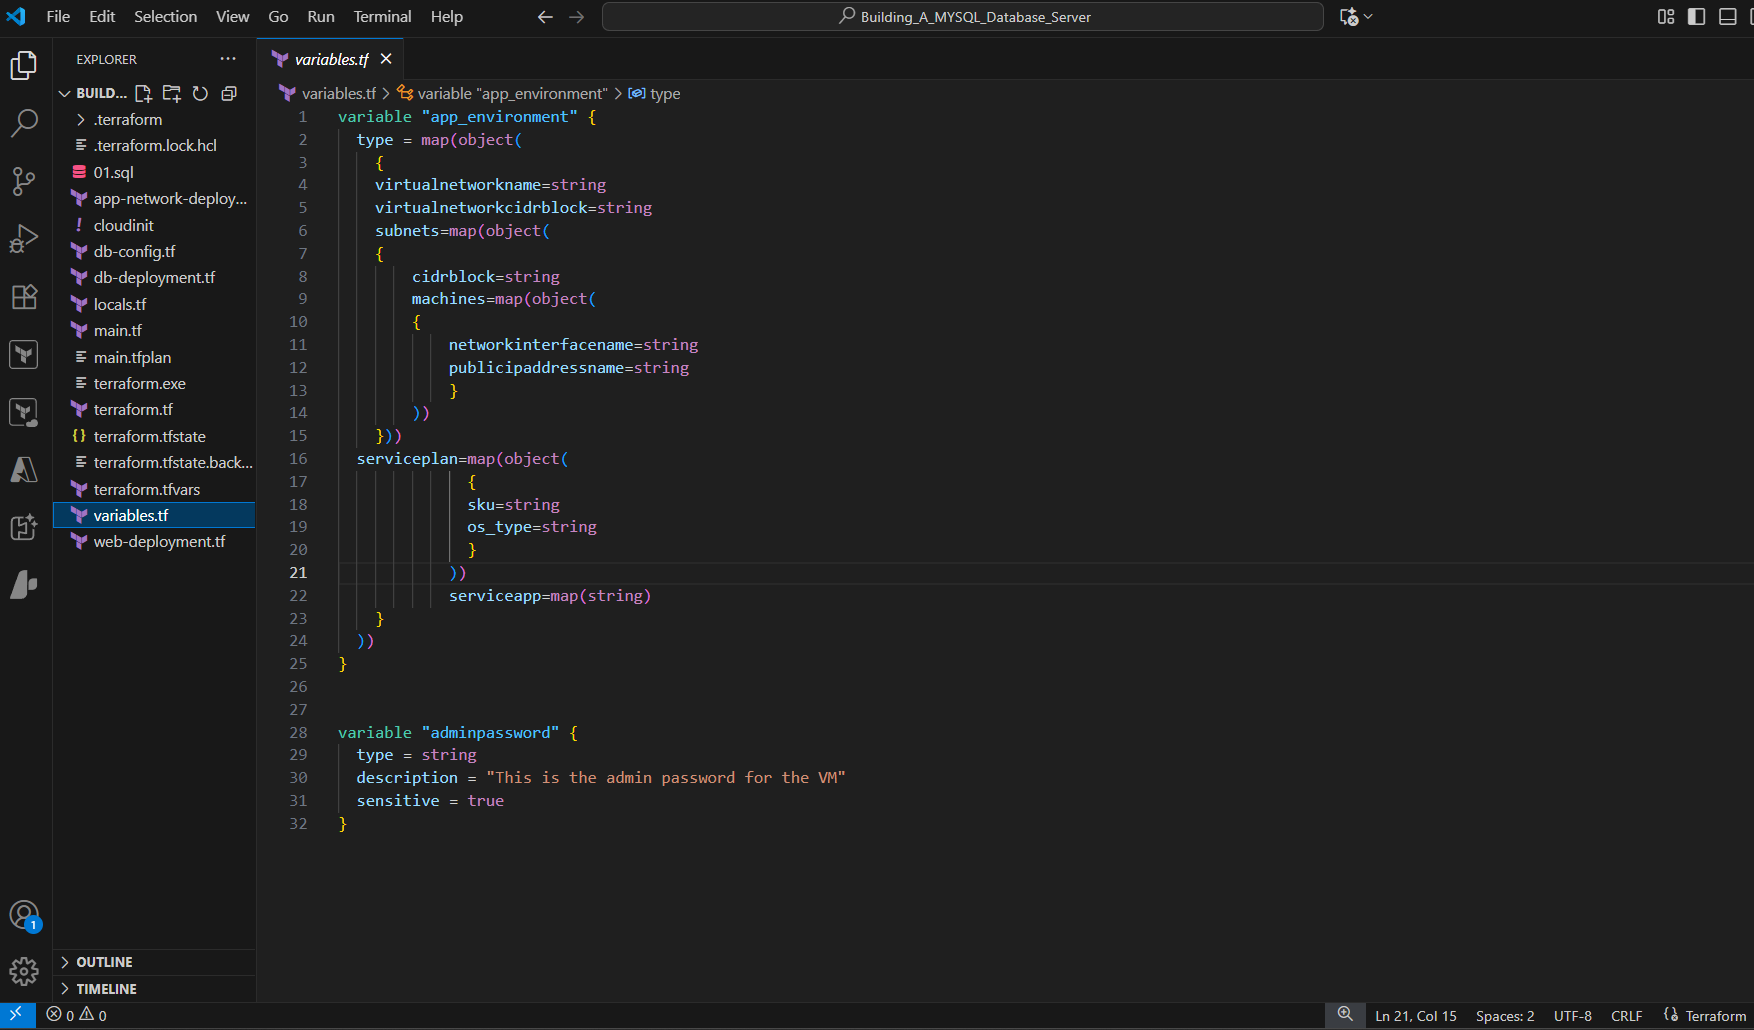 File Edit Selection View Go Run Terminal Help
Building_A_MYSQL_Database_Server
EXPLORER
BUILD...
.terraform
.terraform.lock.hcl
01.sql
app-network-deploy...
cloudinit
db-config.tf
db-deployment.tf
locals.tf
main.tf
main.tfplan
terraform.exe
terraform.tf
terraform.tfstate
terraform.tfstate.back...
terraform.tfvars
variables.tf
web-deployment.tf
OUTLINE
TIMELINE
variables.tf
variables.tf > variable "app_environment" > type
1 variable "app_environment" {
2 type = map(object(
3 {
4 virtualnetworkname=string
5 virtualnetworkcidrblock=string
6 subnets=map(object(
7 {
8 cidrblock=string
9 machines=map(object(
10 {
11 networkinterfacename=string
12 publicipaddressname=string
13 }
14 ))
15 }))
16 serviceplan=map(object(
17 {
18 sku=string
19 os_type=string
20 }
21 ))
22 serviceapp=map(string)
23 }
24 ))
25 }
26
27
28 variable "adminpassword" {
29 type = string
30 description = "This is the admin password for the VM"
31 sensitive = true
32 }
1
0 0
Ln 21, Col 15 Spaces: 2 UTF-8 CRLF Terraform